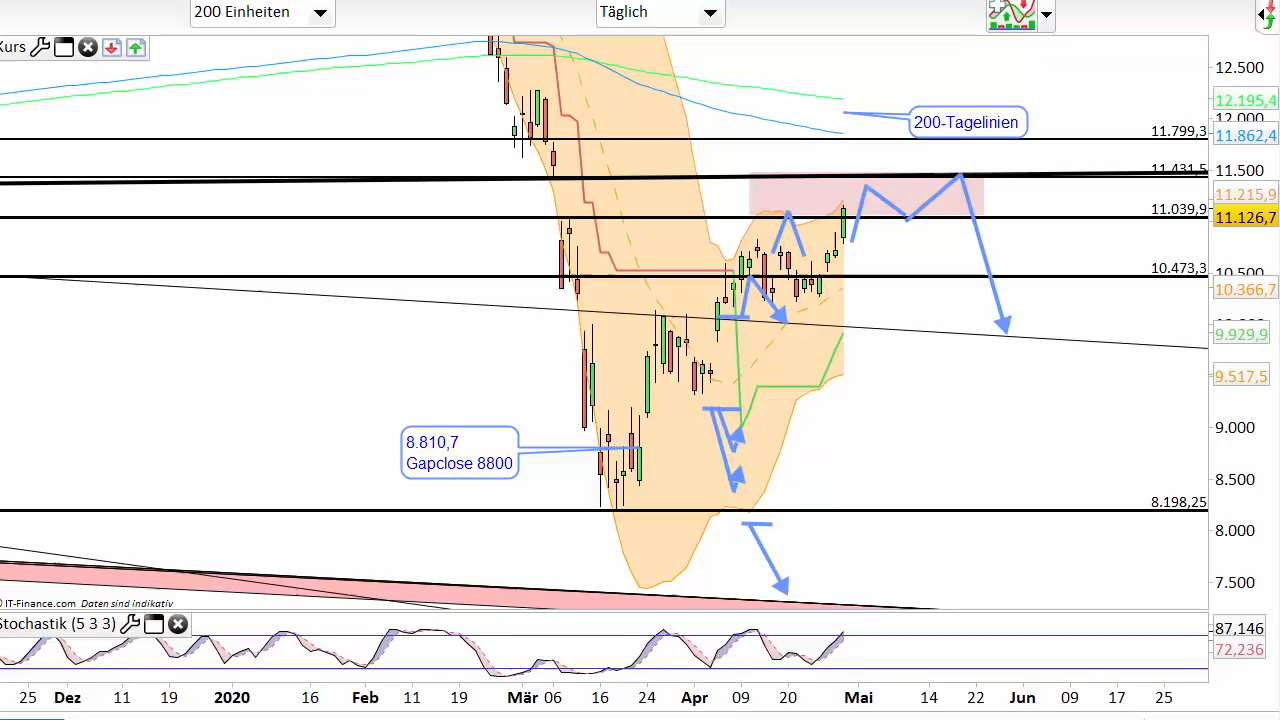 200 Einheiten
Täglich
Kurs
12.500
12.195,4
200-Tagelinien
12.000
11.799,3
11.862,4
11.431,5
11.500
11.215,9
11.039,9
11.126,7
10.473,3
10.500
10.366,7
9.929,9
9.517,5
8.810,7
Gapclose 8800
9.000
8.500
8.198,25
8.000
7.500
© IT-Finance.com Daten sind indikativ
Stochastik (5 3 3)
87,146
72,236
25 Dez 11 19 2020 16 Feb 11 19 Mär 06 16 24 Apr 09 20 Mai 14 22 Jun 09 17 25